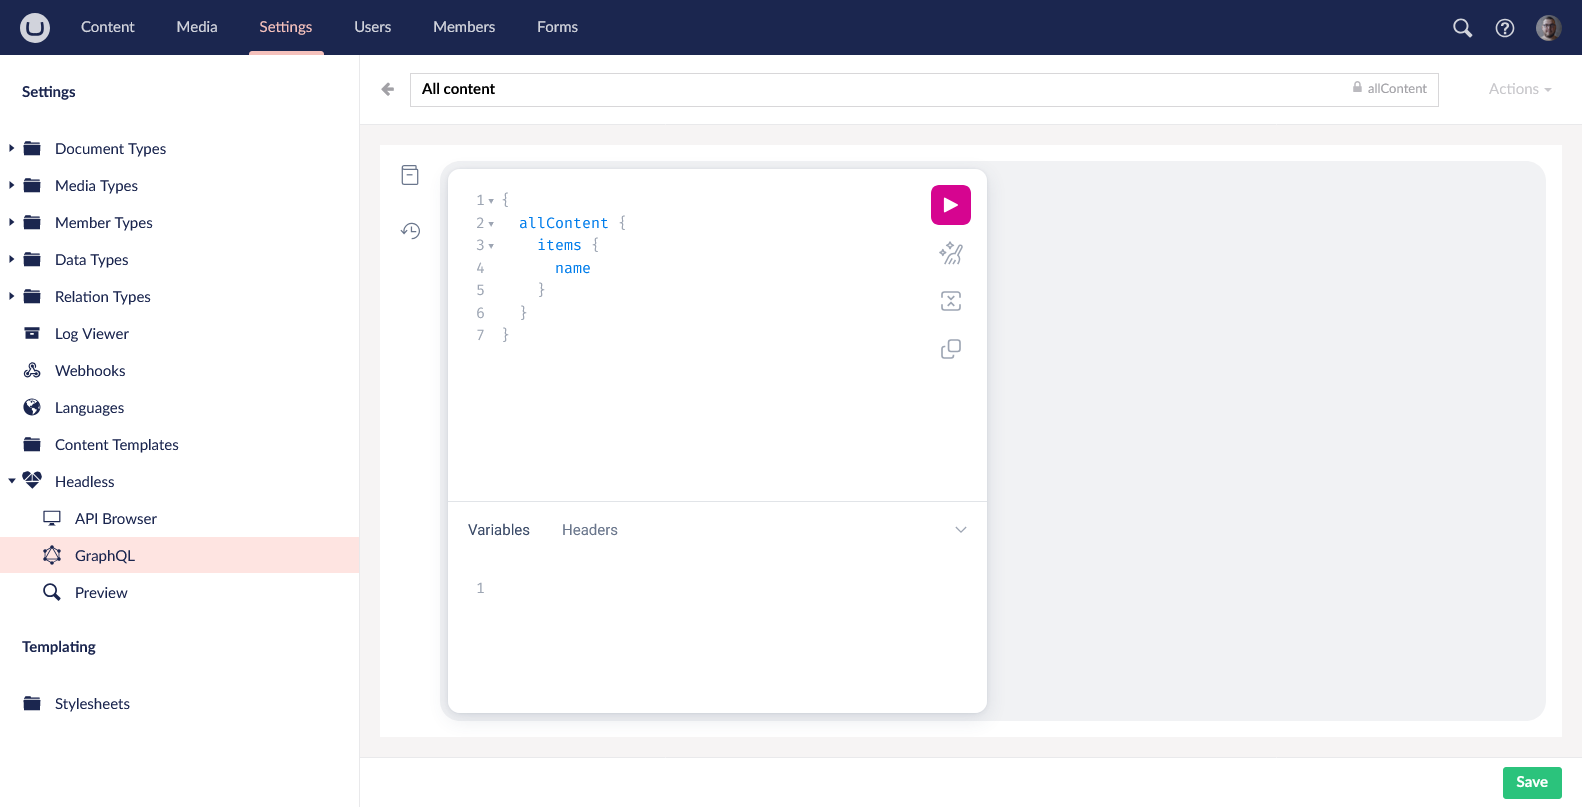 Content Media Settings Users Members Forms
Settings
Document Types
Media Types
Member Types
Data Types
Relation Types
Log Viewer
Webhooks
Languages
Content Templates
Headless
API Browser
GraphQL
Preview
Templating
Stylesheets
All content allContent Actions
1 {
2 allContent {
3 items {
4 name
5 }
6 }
7 }
Variables Headers
1
Save